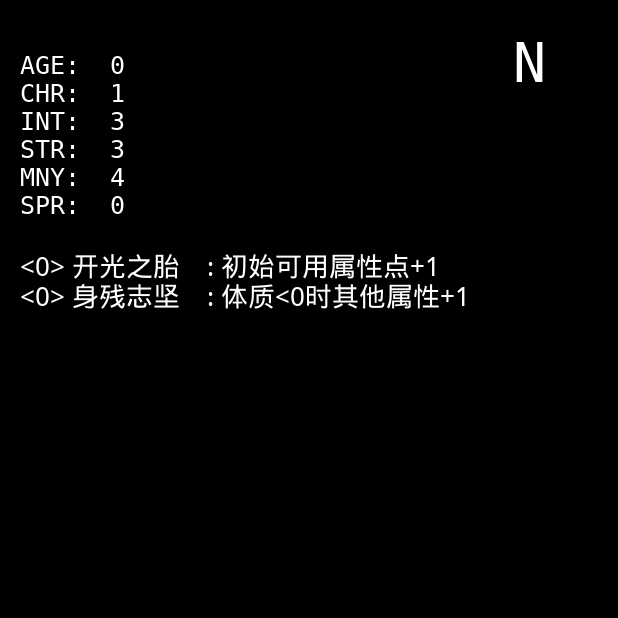 N
AGE: 0
CHR: 1
INT: 3
STR: 3
MNY: 4
SPR: 0
<0> 开光之胎 : 初始可用属性点+1
<0> 身残志坚 : 体质<0时其他属性+1